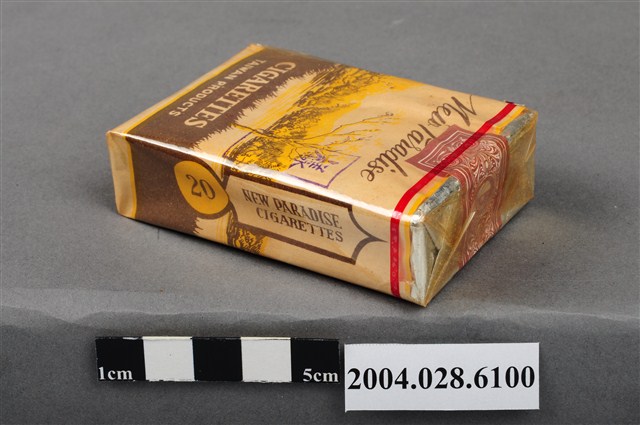 New Paradise
CIGARETTES
TAIWAN PRODUCTS
20
NEW PARADISE
CIGARETTES
1cm
5cm
2004.028.6100